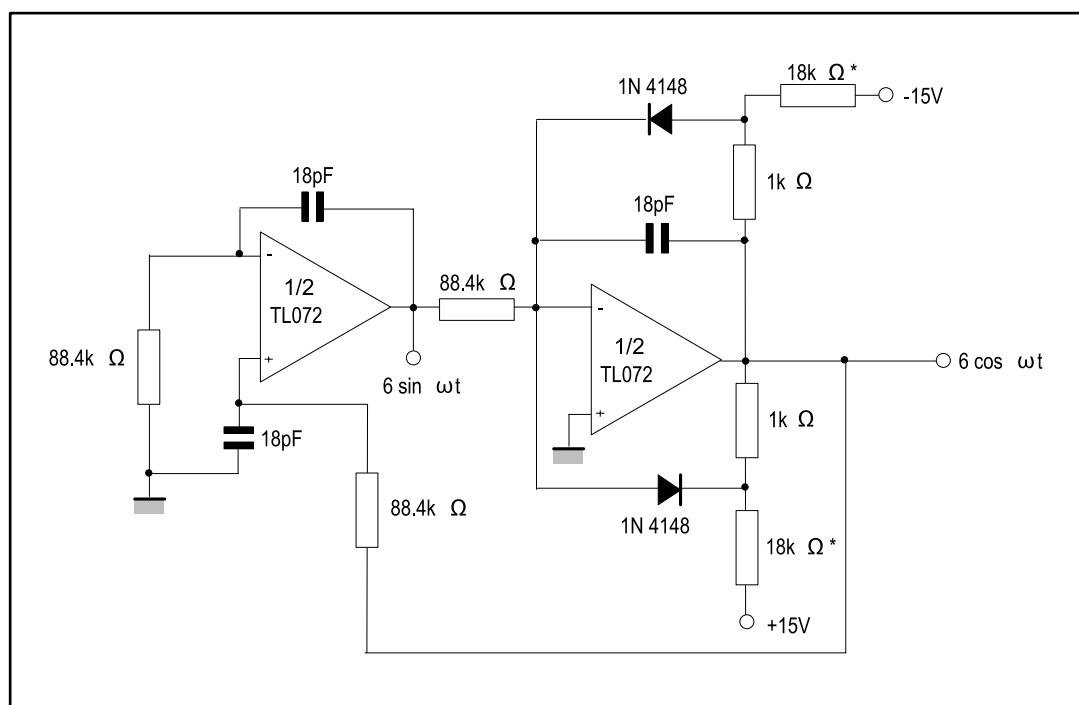 18k Ω *
-15V
1N 4148
1k Ω
18pF
18pF
-
1/2
TL072
+
88.4k Ω
88.4k Ω
-
1/2
TL072
+
6 sin ωt
6 cos ωt
18pF
1k Ω
88.4k Ω
1N 4148
18k Ω *
+15V